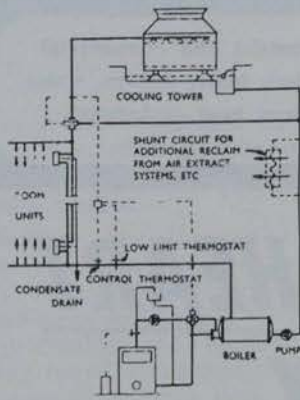 COOLING TOWER
SHUNT CIRCUIT FOR
ADDITIONAL RECLAIM
FROM AIR EXTRACT
SYSTEMS, ETC
UNITS
LOW LIMIT THERMOSTAT
CONTROL THERMOSTAT
CONDENSATE
DRAIN
BOILER
PUMP